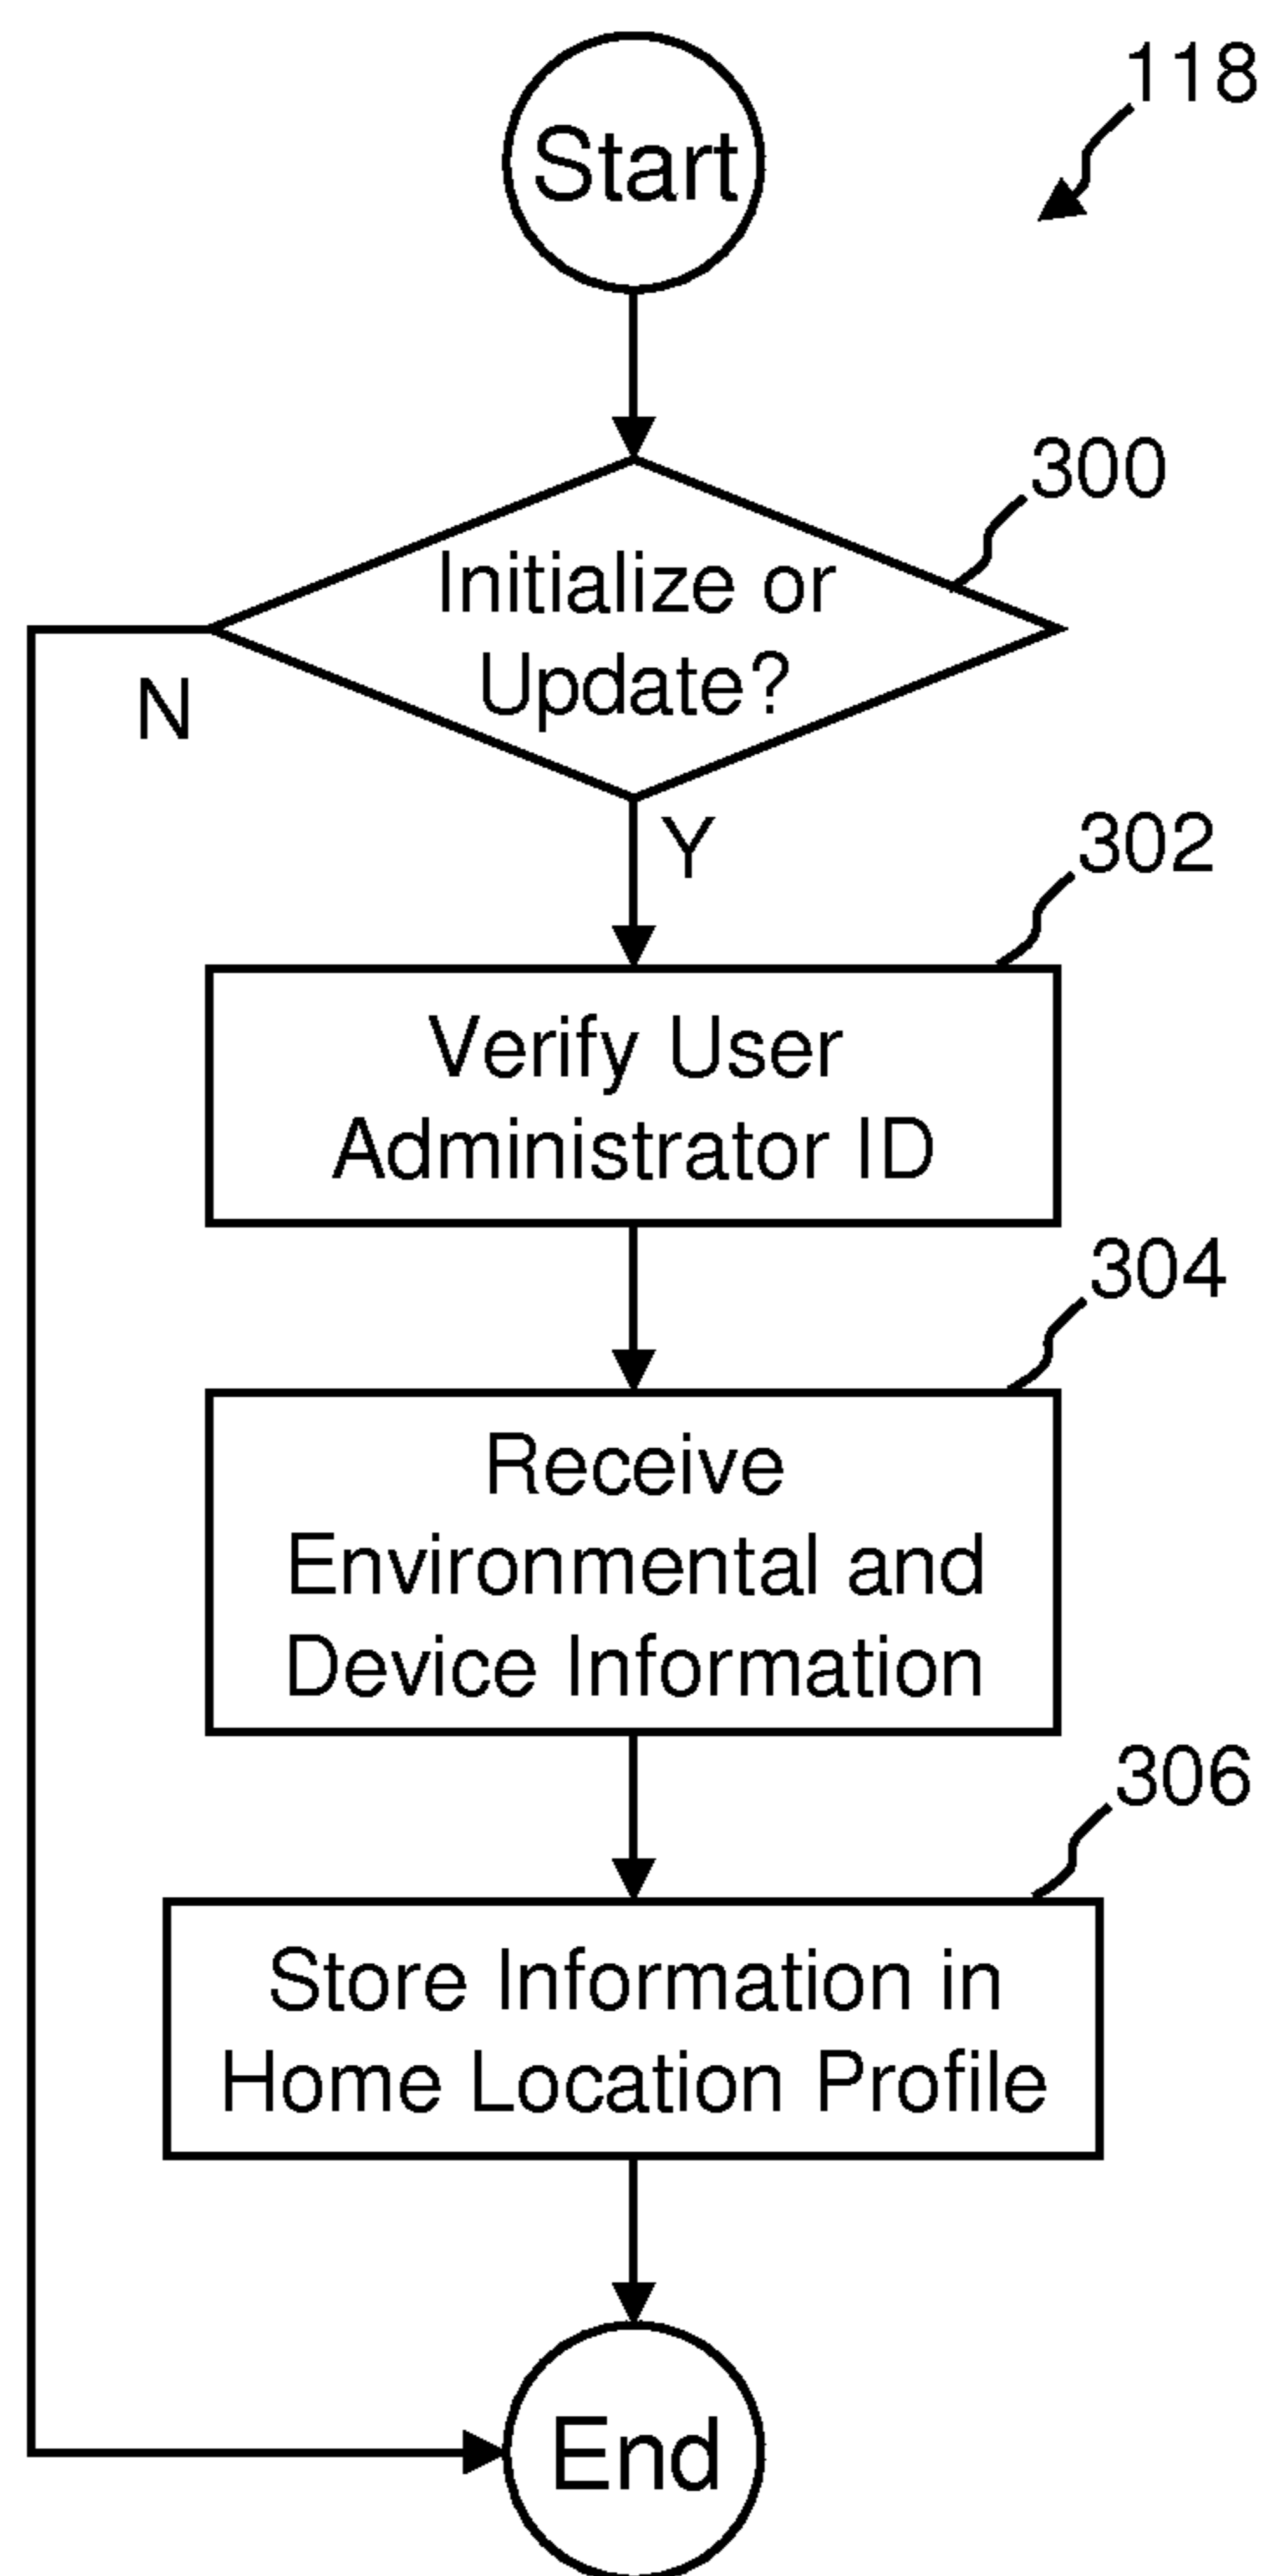 118
Start
300
Initialize or
Update?
N
Y
302
Verify User
Administrator ID
304
Receive
Environmental and
Device Information
306
Store Information in
Home Location Profile
End